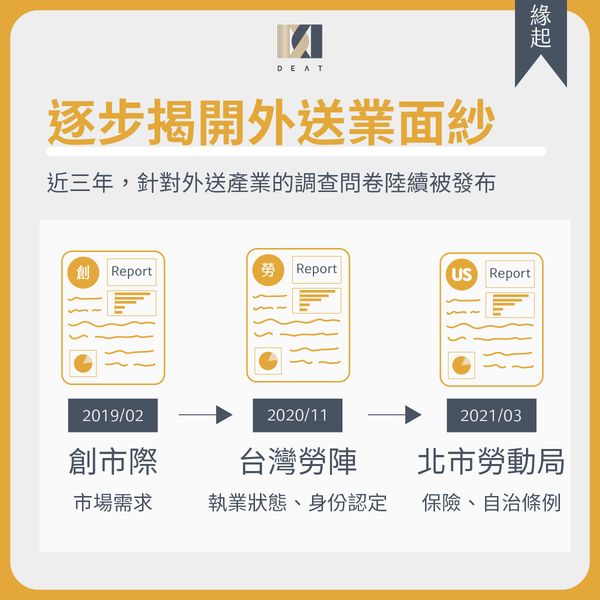 緣起
DEAT
逐步揭開外送業面紗
近三年，針對外送產業的調查問卷陸續被發布
創 Report
勞 Report
US Report
2019/02
2020/11
2021/03
創市際
台灣勞陣
北市勞動局
市場需求
執業狀態、身份認定
保險、自治條例